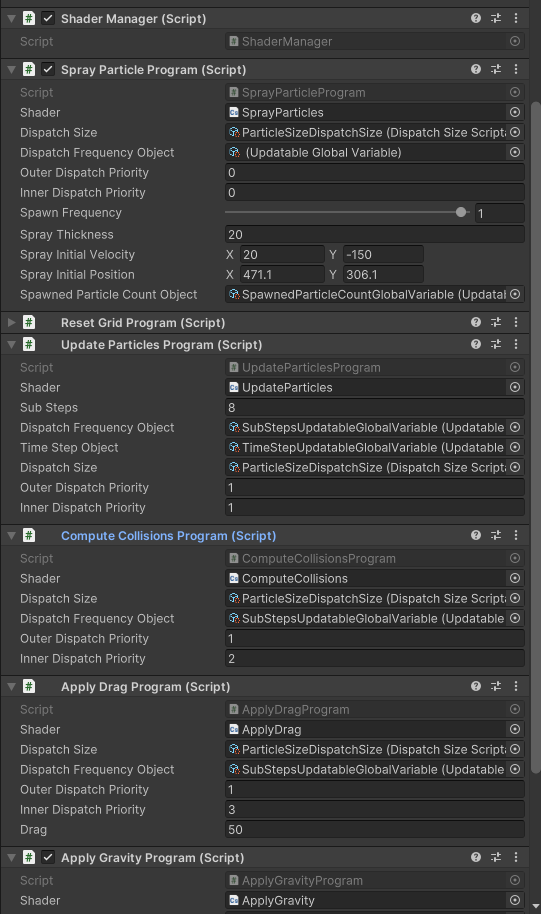 Shader Manager (Script)
Script ShaderManager
Spray Particle Program (Script)
Script SprayParticleProgram
Shader SprayParticles
Dispatch Size ParticleSizeDispatchSize (Dispatch Size Scripta
Dispatch Frequency Object (Updatable Global Variable)
Outer Dispatch Priority 0
Inner Dispatch Priority 0
Spawn Frequency 1
Spray Thickness 20
Spray Initial Velocity X 20 Y -150
Spray Initial Position X 471.1 Y 306.1
Spawned Particle Count Object SpawnedParticleCountGlobalVariable (Updatal
Reset Grid Program (Script)
Update Particles Program (Script)
Script UpdateParticlesProgram
Shader UpdateParticles
Sub Steps 8
Dispatch Frequency Object SubStepsUpdatableGlobalVariable (Updatable
Time Step Object TimeStepUpdatableGlobalVariable (Updatable
Dispatch Size ParticleSizeDispatchSize (Dispatch Size Scripta
Outer Dispatch Priority 1
Inner Dispatch Priority 1
Compute Collisions Program (Script)
Script ComputeCollisionsProgram
Shader ComputeCollisions
Dispatch Size ParticleSizeDispatchSize (Dispatch Size Scripta
Dispatch Frequency Object SubStepsUpdatableGlobalVariable (Updatable
Outer Dispatch Priority 1
Inner Dispatch Priority 2
Apply Drag Program (Script)
Script ApplyDragProgram
Shader ApplyDrag
Dispatch Size ParticleSizeDispatchSize (Dispatch Size Scripta
Dispatch Frequency Object SubStepsUpdatableGlobalVariable (Updatable
Outer Dispatch Priority 1
Inner Dispatch Priority 3
Drag 50
Apply Gravity Program (Script)
Script ApplyGravityProgram
Shader ApplyGravity